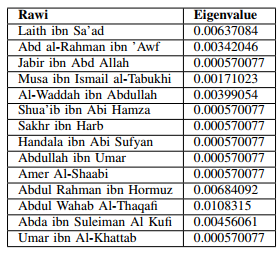 Rawi Eigenvalue
Laith ibn Sa'ad 0.00637084
Abd al-Rahman ibn 'Awf 0.00342046
Jabir ibn Abd Allah 0.000570077
Musa ibn Ismail al-Tabukhi 0.00171023
Al-Waddah ibn Abdullah 0.00399054
Shua'ib ibn Abi Hamza 0.000570077
Sakhr ibn Harb 0.000570077
Handala ibn Abi Sufyan 0.000570077
Abdullah ibn Umar 0.000570077
Amer Al-Shaabi 0.000570077
Abdul Rahman ibn Hormuz 0.00684092
Abdul Wahab Al-Thaqafi 0.0108315
Abda ibn Suleiman Al Kufi 0.00456061
Umar ibn Al-Khattab 0.000570077